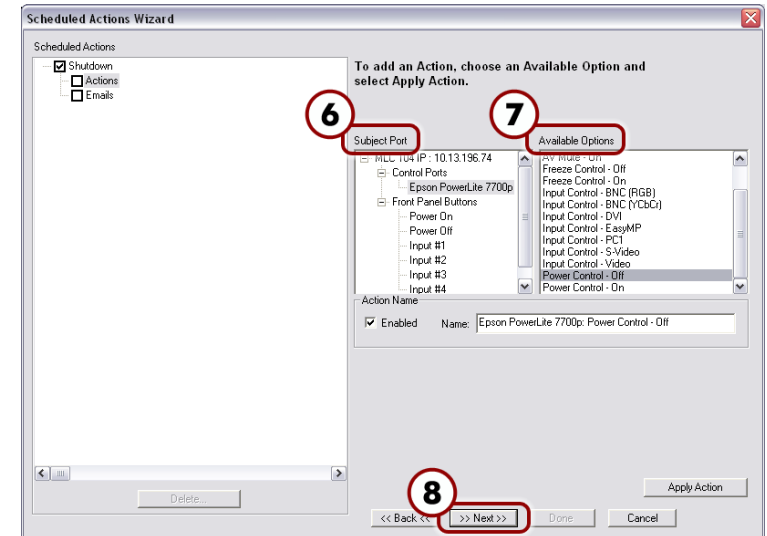 Scheduled Actions Wizard
Scheduled Actions
Shutdown
Actions
Emails
To add an Action, choose an Available Option and
select Apply Action.
6
7
Subject Port
Available Options
MLC 104 IP : 10.13.196.74
Control Ports
Epson PowerLite 7700p
Front Panel Buttons
Power On
Power Off
Input #1
Input #2
Input #3
Input #4
AV Mute - On
Freeze Control - Off
Freeze Control - On
Input Control - BNC (RGB)
Input Control - BNC (YCbCr)
Input Control - DVI
Input Control - EasyMP
Input Control - PC1
Input Control - S-Video
Input Control - Video
Power Control - Off
Power Control - On
Action Name
Enabled
Name: Epson PowerLite 7700p: Power Control - Off
Apply Action
Delete...
8
<< Back <<
>> Next >>
Done
Cancel